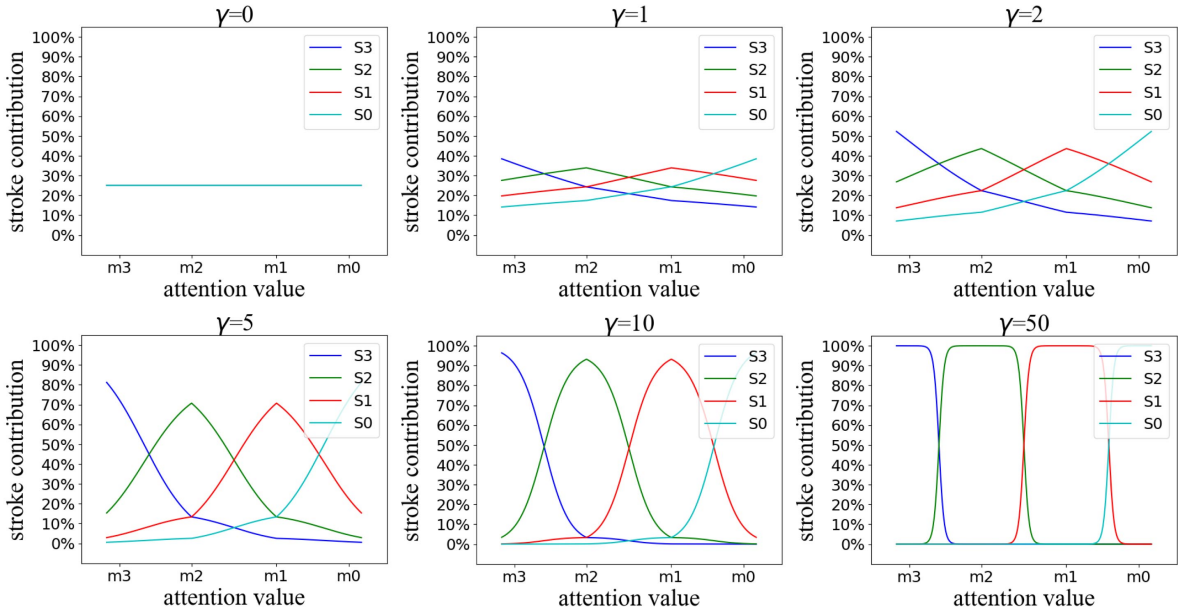 γ=0
100%
90%
80%
70%
60%
50%
40%
30%
20%
10%
0%
stroke contribution
S3
S2
S1
S0
m3 m2 m1 m0
attention value
γ=1
100%
90%
80%
70%
60%
50%
40%
30%
20%
10%
0%
stroke contribution
S3
S2
S1
S0
m3 m2 m1 m0
attention value
γ=2
100%
90%
80%
70%
60%
50%
40%
30%
20%
10%
0%
stroke contribution
S3
S2
S1
S0
m3 m2 m1 m0
attention value
γ=5
100%
90%
80%
70%
60%
50%
40%
30%
20%
10%
0%
stroke contribution
S3
S2
S1
S0
m3 m2 m1 m0
attention value
γ=10
100%
90%
80%
70%
60%
50%
40%
30%
20%
10%
0%
stroke contribution
S3
S2
S1
S0
m3 m2 m1 m0
attention value
γ=50
100%
90%
80%
70%
60%
50%
40%
30%
20%
10%
0%
stroke contribution
S3
S2
S1
S0
m3 m2 m1 m0
attention value